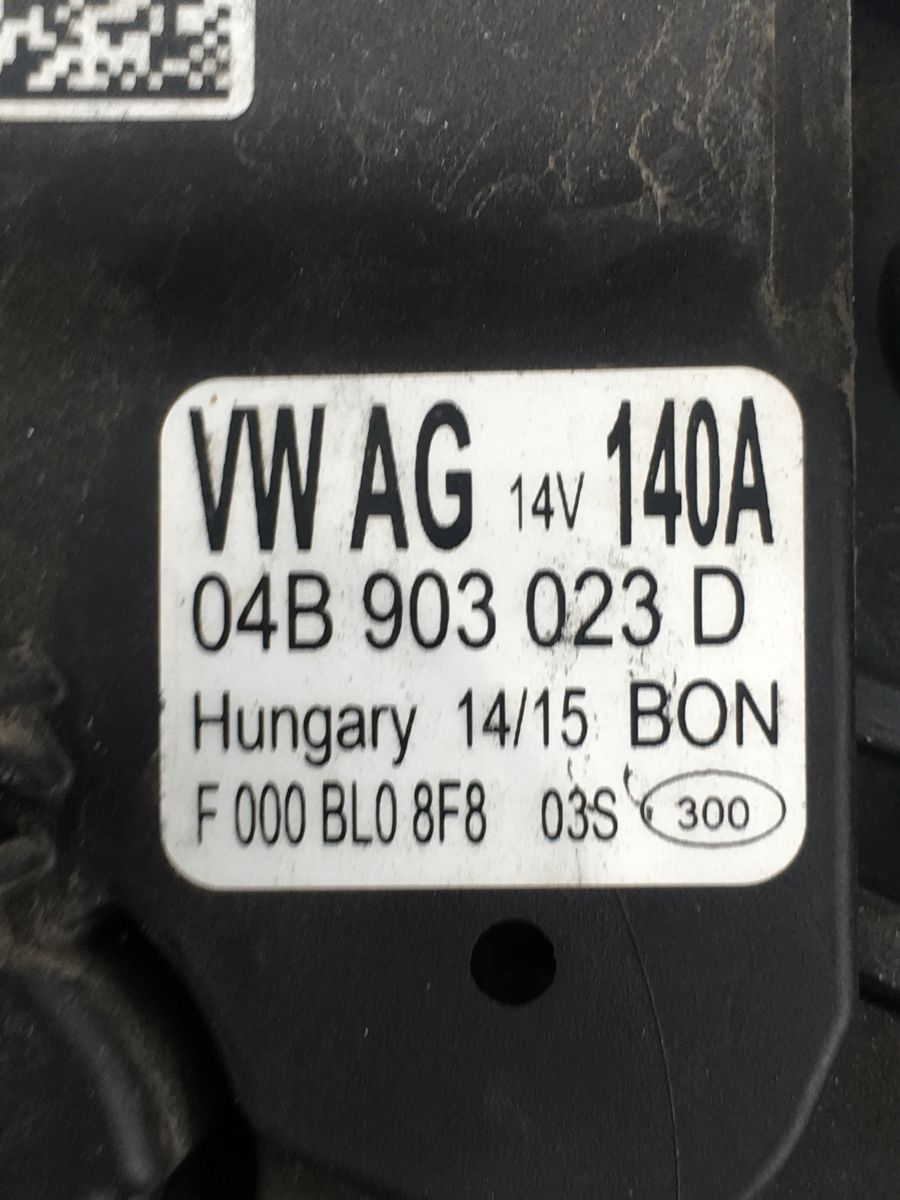 VW AG 14V 140A
04B 903 023 D
Hungary 14/15 BON
F 000 BL0 8F8 03S 300